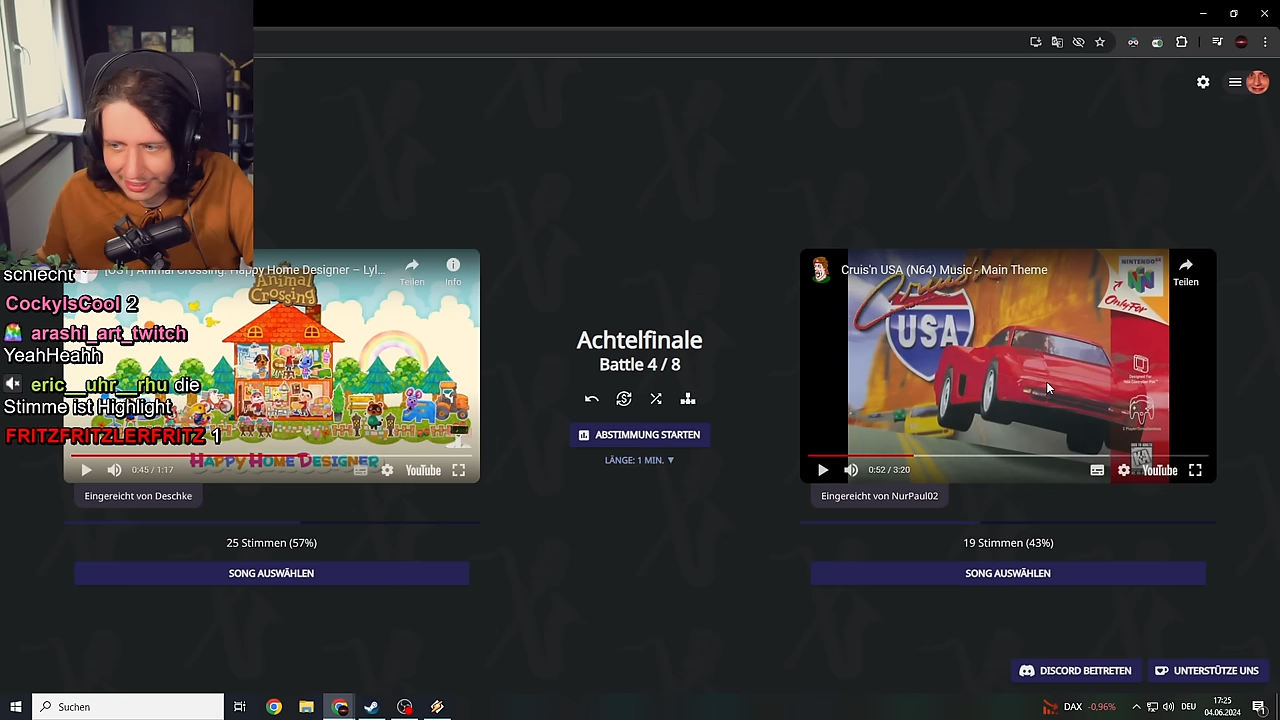 [OST] Animal Crossing: Happy Home Designer – Lyl...
Teilen
Info
Animal
Crossing
HAPPY HOME DESIGNER
0:45 / 1:17
YouTube
Eingereicht von Deschke
25 Stimmen (57%)
SONG AUSWÄHLEN
schlecht
CockyIsCool 2
arashi_art_twitch
YeahHeahh
eric__uhr__rhu die
Stimme ist Highlight
FRITZFRITZLERFRITZ 1
Achtelfinale
Battle 4 / 8
ABSTIMMUNG STARTEN
LÄNGE: 1 MIN. ▼
Cruis'n USA (N64) Music - Main Theme
Teilen
Cruis'n
USA
NINTENDO 64
Only For
0:52 / 3:20
YouTube
Eingereicht von NurPaul02
19 Stimmen (43%)
SONG AUSWÄHLEN
DISCORD BEITRETEN
UNTERSTÜTZE UNS
Suchen
DAX -0,96%
DEU
17:25
04.06.2024